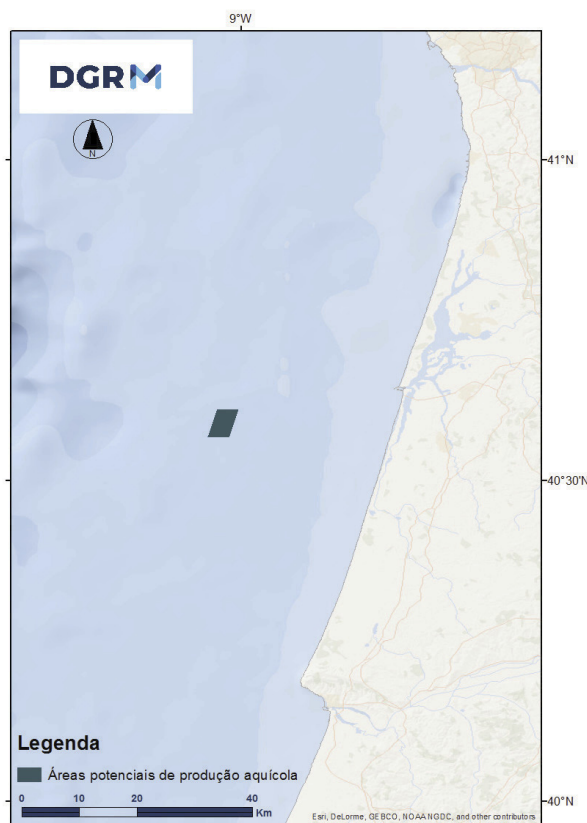 9°W
DGRM
N
41°N
40°30'N
Legenda
Áreas potenciais de produção aquícola
0 10 20 40
Km
40°N
Esri, DeLorme, GEBCO, NOAA NGDC, and other contributors